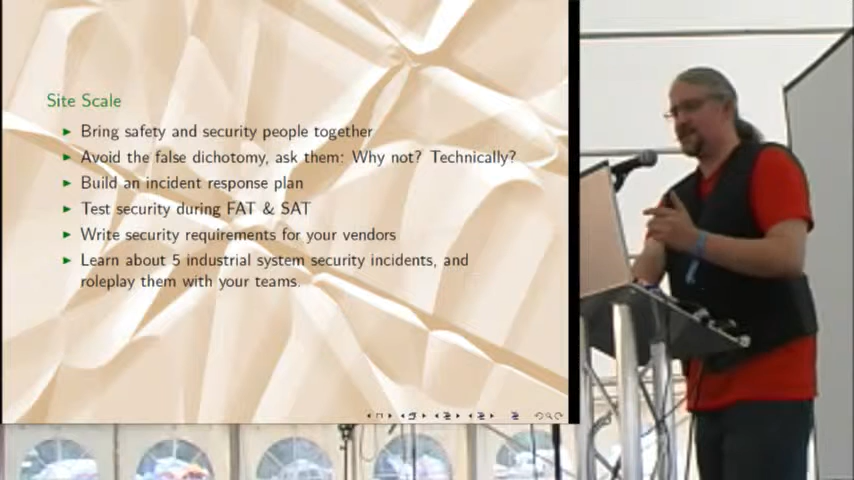 Site Scale
Bring safety and security people together
Avoid the false dichotomy, ask them: Why not? Technically?
Build an incident response plan
Test security during FAT & SAT
Write security requirements for your vendors
Learn about 5 industrial system security incidents, and
roleplay them with your teams.